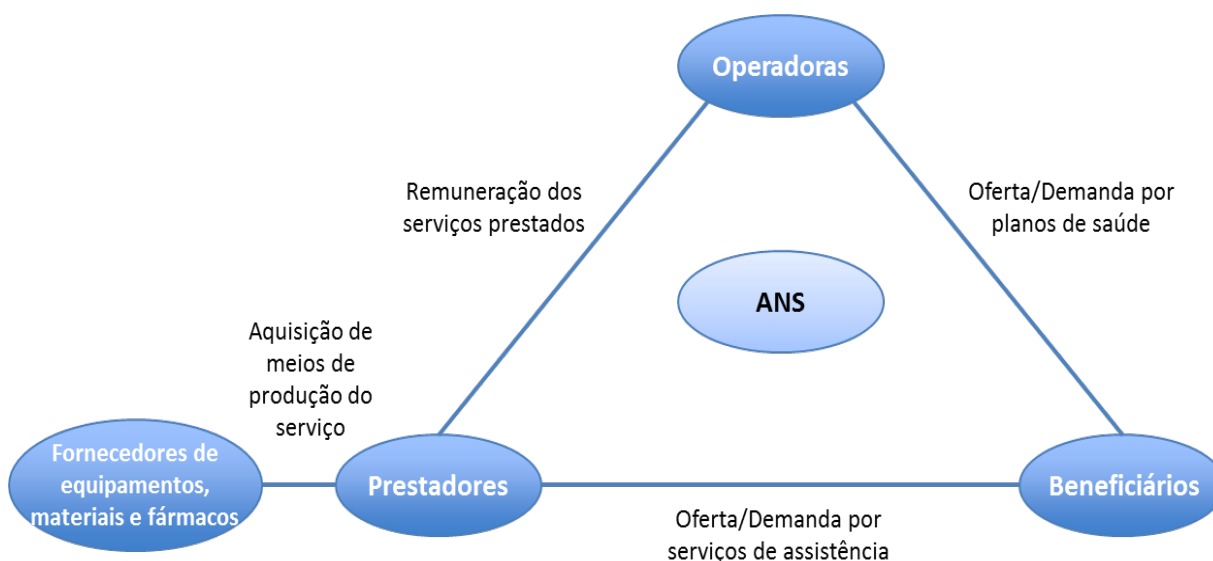 Operadoras
Remuneração dos
serviços prestados
Oferta/Demanda por
planos de saúde
ANS
Aquisição de
meios de
produção do
serviço
Fornecedores de
equipamentos,
materiais e fármacos
Prestadores
Beneficiários
Oferta/Demanda por
serviços de assistência